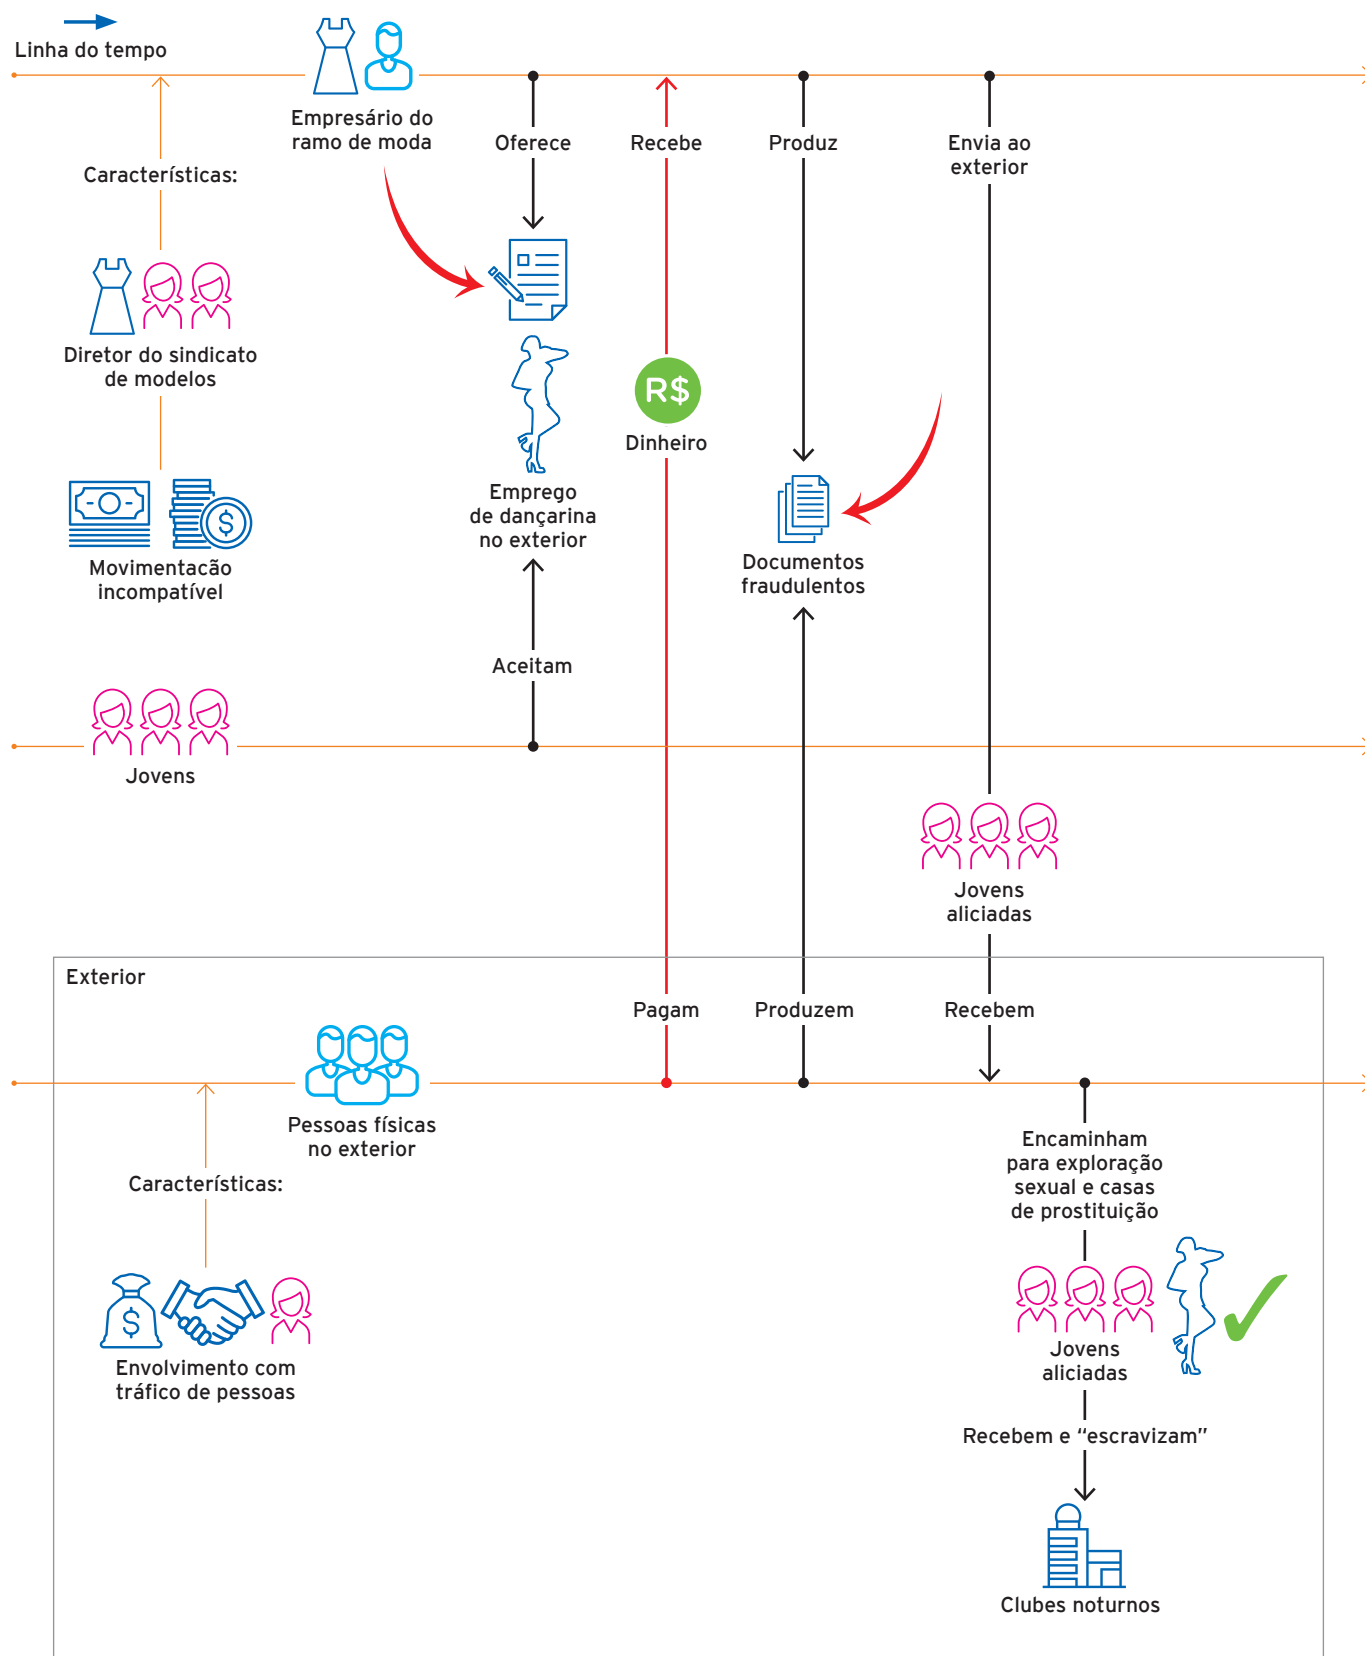 Linha do tempo
Empresário do
ramo de moda
Oferece
Recebe
Produz
Envia ao
exterior
Características:
Diretor do sindicato
de modelos
R$
Dinheiro
Movimentacão
incompatível
Emprego
de dançarina
no exterior
Documentos
fraudulentos
Aceitam
Jovens
Jovens
aliciadas
Exterior
Pagam
Produzem
Recebem
Pessoas físicas
no exterior
Características:
Encaminham
para exploração
sexual e casas
de prostituição
Envolvimento com
tráfico de pessoas
Jovens
aliciadas
Recebem e “escravizam”
Clubes noturnos